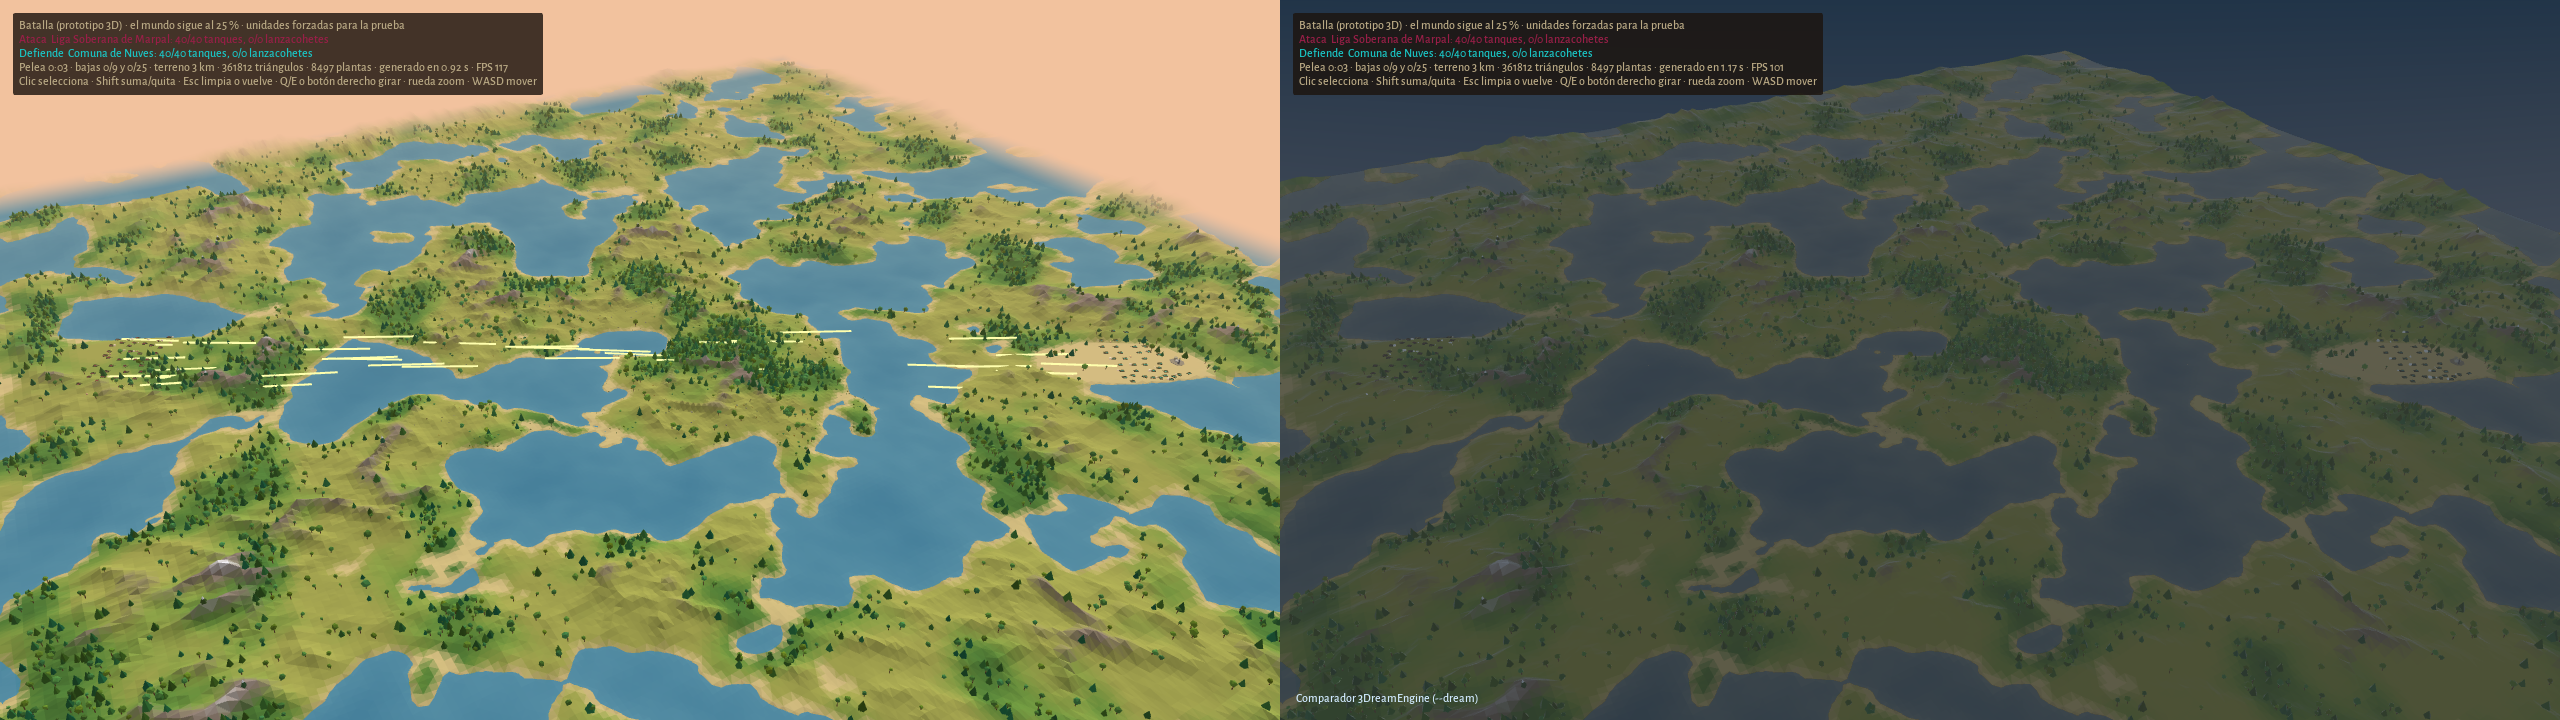 Batalla (prototipo 3D) · el mundo sigue al 25 % · unidades forzadas para la prueba
Ataca Liga Soberana de Marpal: 40/40 tanques, 0/0 lanzacohetes
Defiende Comuna de Nuves: 40/40 tanques, 0/0 lanzacohetes
Pelea 0:03 · bajas 0/9 y 0/25 · terreno 3 km · 361812 triángulos · 8497 plantas · generado en 0.92 s · FPS 117
Clic selecciona · Shift suma/quita · Esc limpia o vuelve · Q/E o botón derecho girar · rueda zoom · WASD mover
Batalla (prototipo 3D) · el mundo sigue al 25 % · unidades forzadas para la prueba
Ataca Liga Soberana de Marpal: 40/40 tanques, 0/0 lanzacohetes
Defiende Comuna de Nuves: 40/40 tanques, 0/0 lanzacohetes
Pelea 0:03 · bajas 0/9 y 0/25 · terreno 3 km · 361812 triángulos · 8497 plantas · generado en 1.17 s · FPS 101
Clic selecciona · Shift suma/quita · Esc limpia o vuelve · Q/E o botón derecho girar · rueda zoom · WASD mover
Comparador 3DreamEngine (--dream)